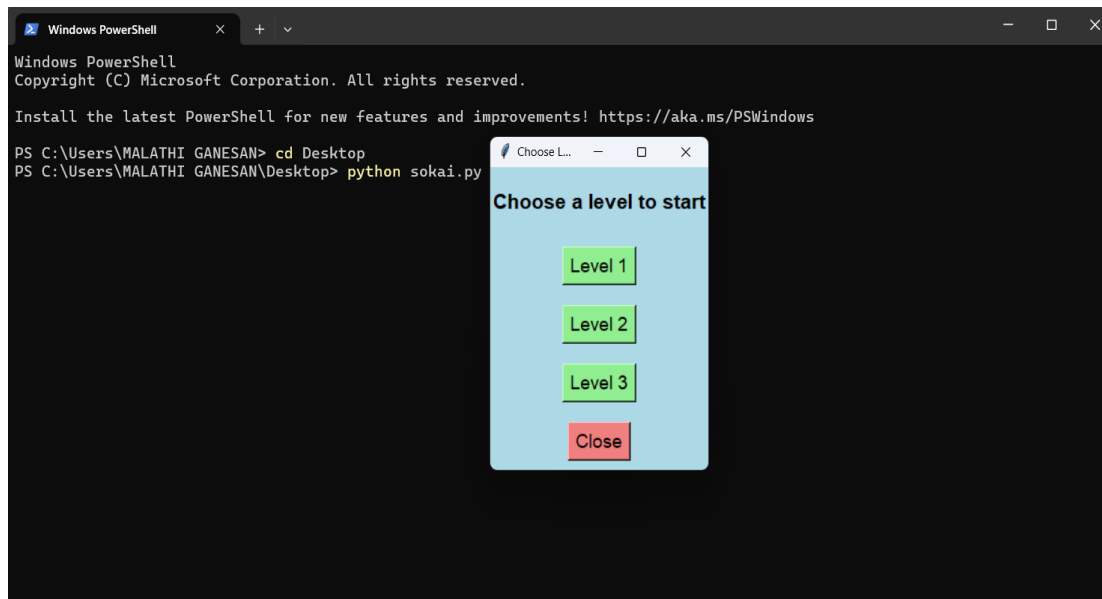 Windows PowerShell
Windows PowerShell
Copyright (C) Microsoft Corporation. All rights reserved.
Install the latest PowerShell for new features and improvements! https://aka.ms/PSWindows
PS C:\Users\MALATHI GANESAN> cd Desktop
PS C:\Users\MALATHI GANESAN\Desktop> python sokai.py
Choose L...
Choose a level to start
Level 1
Level 2
Level 3
Close